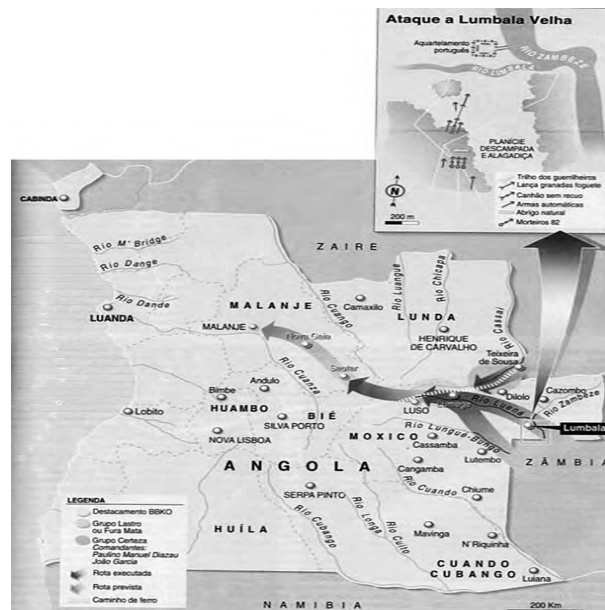 Ataque a Lumbala Velha
Aquartelamento
português
RIO ZAMBEZE
RIO LUMBALA
PLANÍCIE
DESCAMPADA
E ALAGADIÇA
N
200 m
Trilho dos guerrilheiros
Lança granadas foguete
Canhão sem recuo
Armas automáticas
Abrigo natural
Morteiros 82
CABINDA
ZAIRE
Rio M'Bridge
Rio Dange
Rio Dande
LUANDA
MALANJE
MALANJE
Rio Cuango
Camaxilo
Rio Luangue
Rio Chicapa
LUNDA
HENRIQUE
DE CARVALHO
Rio Cassai
Teixeira
de Sousa
Nova Gaia
Sautar
Rio Cuanza
Andulo
Bimbe
HUAMBO
BIÉ
SILVA PORTO
Lobito
NOVA LISBOA
LUSO
Dilolo
Cazombo
Rio Zambeze
Rio Luena
Lumbala
MOXICO
Rio Lungué-Bungo
Cassamba
Lutembo
ZÂMBIA
Cangamba
ANGOLA
SERPA PINTO
Rio Cuando
Chiume
HUÍLA
Rio Cubango
Rio Longa
Rio Cuito
Mavinga
N'Riquinha
CUANDO
CUBANGO
Luiana
NAMIBIA
200 Km
LEGENDA
Destacamento BBKO
Grupo Lastro
ou Fura Mata
Grupo Certeza
Comandantes:
Paulino Manuel Diazau
João Garcia
Rota executada
Rota prevista
Caminho de ferro